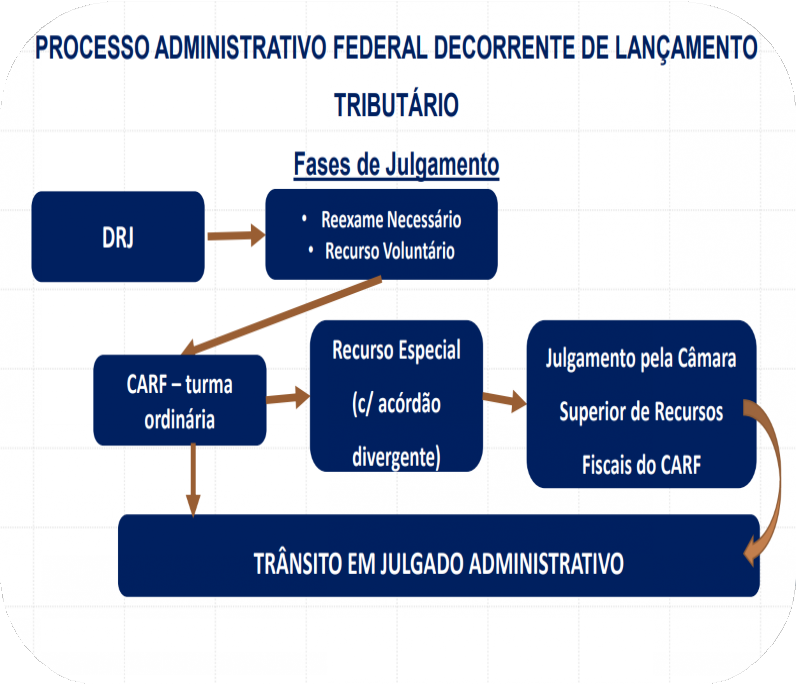 PROCESSO ADMINISTRATIVO FEDERAL DECORRENTE DE LANÇAMENTO
TRIBUTÁRIO
Fases de Julgamento
DRJ
• Reexame Necessário
• Recurso Voluntário
CARF – turma
ordinária
Recurso Especial
(c/ acórdão
divergente)
Julgamento pela Câmara
Superior de Recursos
Fiscais do CARF
TRÂNSITO EM JULGADO ADMINISTRATIVO